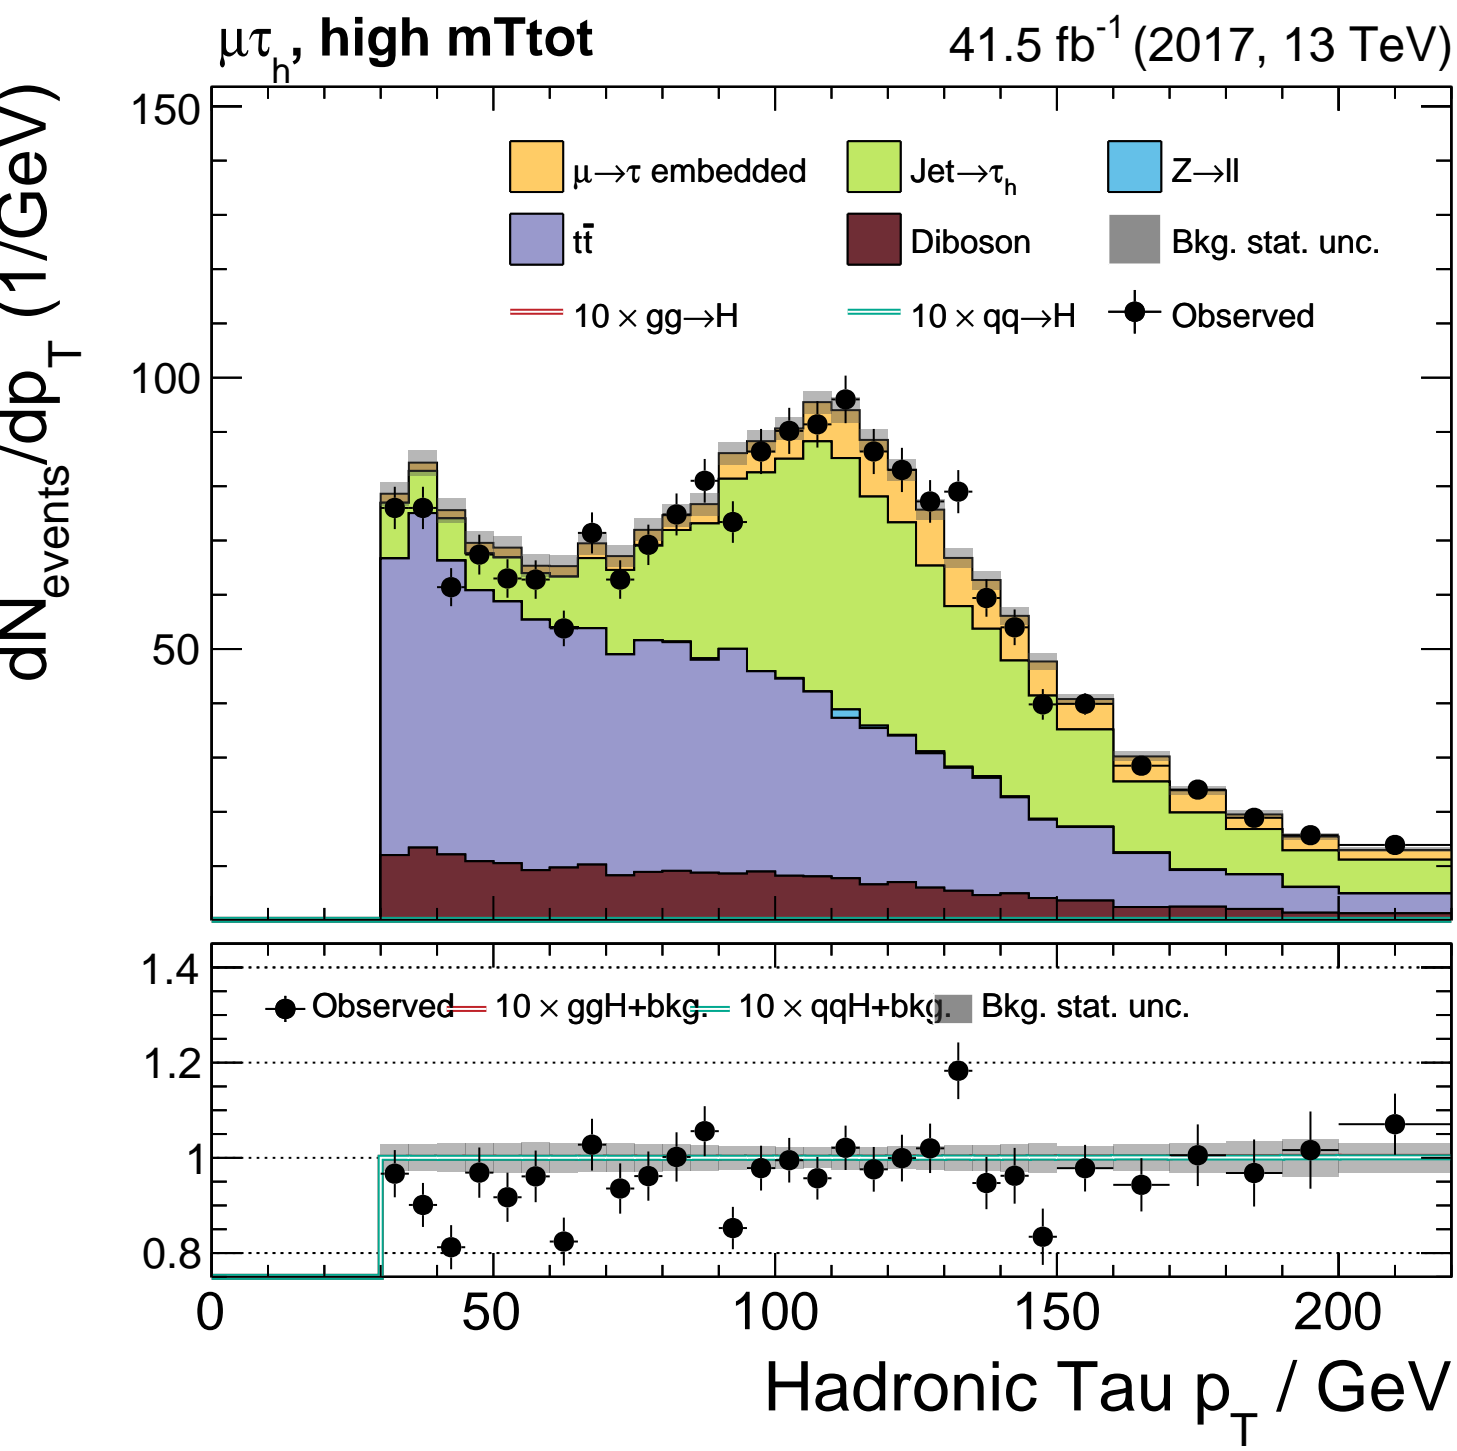 μτh, high mTtot 41.5 fb-1 (2017, 13 TeV)
dNevents/dpT (1/GeV)
150
100
50
μ→τ embedded Jet→τh Z→ll
tt̄ Diboson Bkg. stat. unc.
10 × gg→H 10 × qq→H Observed
1.4
1.2
1
0.8
Observed 10 × ggH+bkg. 10 × qqH+bkg. Bkg. stat. unc.
0 50 100 150 200
Hadronic Tau pT / GeV